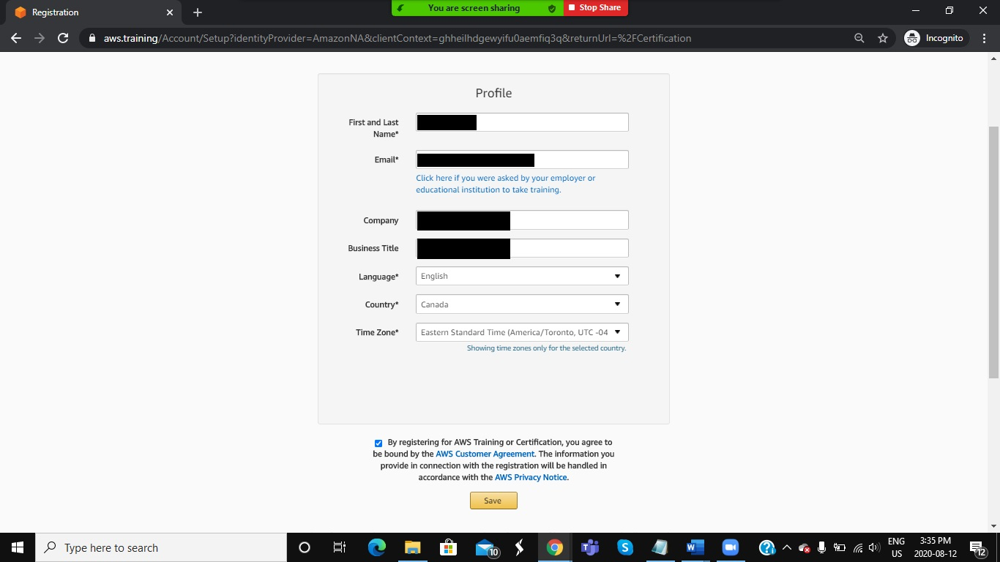 Registration
You are screen sharing
Stop Share
aws.training/Account/Setup?identityProvider=AmazonNA&clientContext=ghheilhdgewyifu0aemfiq3q&returnUrl=%2FCertification
Incognito
Profile
First and Last
Name*
Email*
Click here if you were asked by your employer or
educational institution to take training.
Company
Business Title
Language*
English
Country*
Canada
Time Zone*
Eastern Standard Time (America/Toronto, UTC -04
Showing time zones only for the selected country.
By registering for AWS Training or Certification, you agree to
be bound by the AWS Customer Agreement. The information you
provide in connection with the registration will be handled in
accordance with the AWS Privacy Notice.
Save
Type here to search
10
ENG
US
3:35 PM
2020-08-12
12